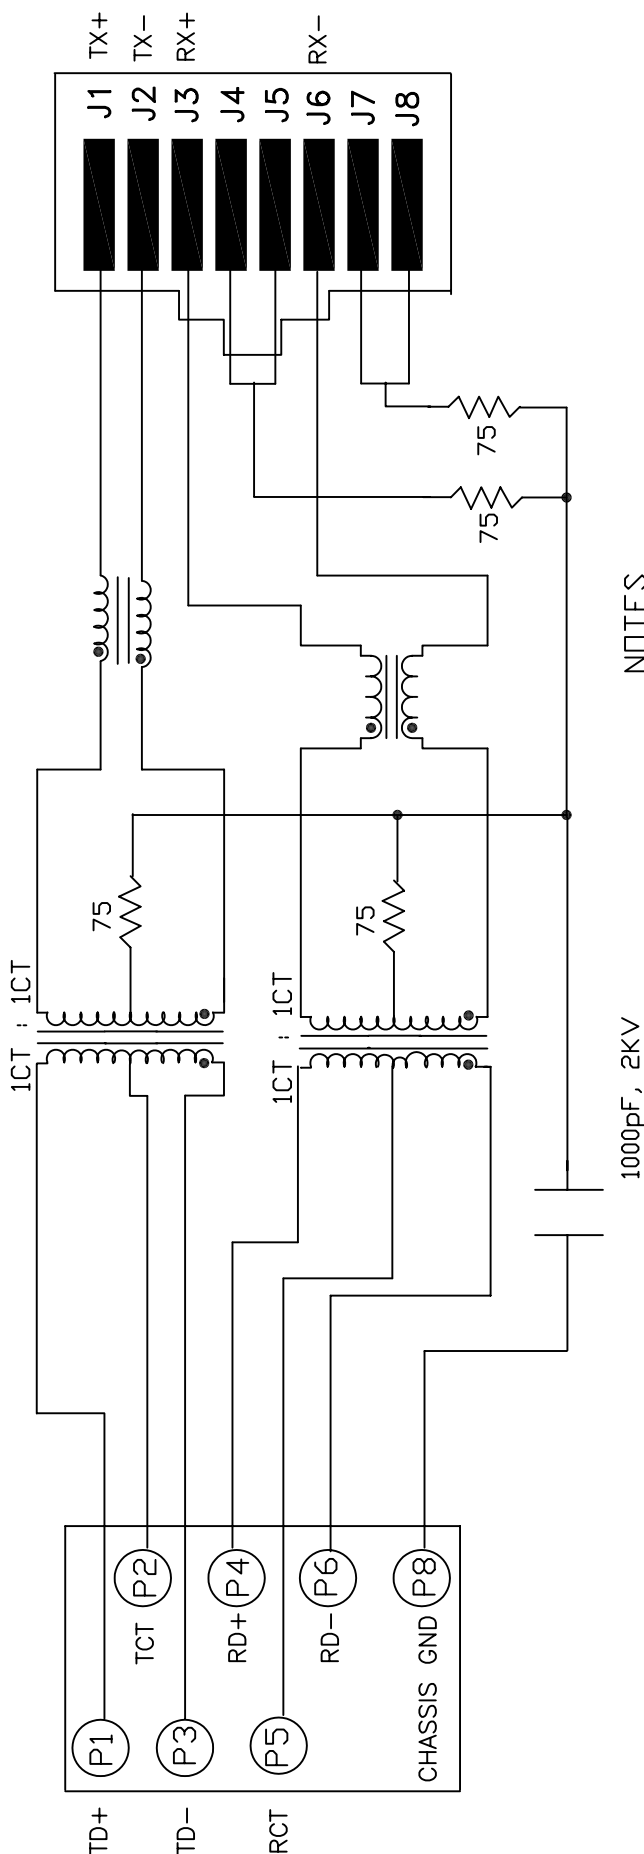 TX+
TX-
RX+
RX-
J1
J2
J3
J4
J5
J6
J7
J8
75
75
NOTES
75
75
1CT : 1CT
1CT : 1CT
1000pF, 2KV
P1
P2
P3
P4
P5
P6
P8
TCT
RD+
RD-
CHASSIS GND
TD+
TD-
RCT